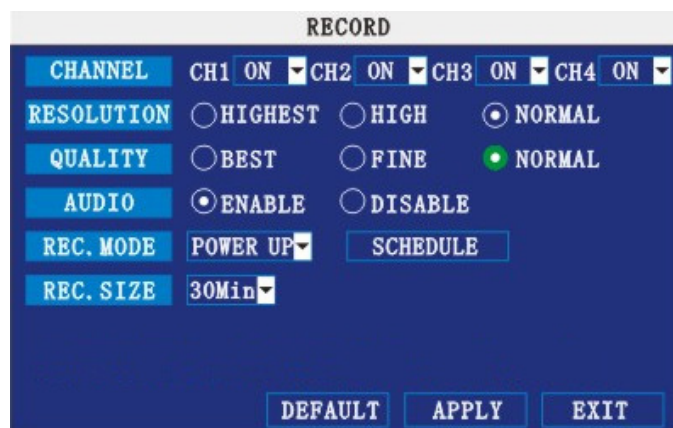 RECORD
CHANNEL CH1 ON CH2 ON CH3 ON CH4 ON
RESOLUTION HIGHEST HIGH NORMAL
QUALITY BEST FINE NORMAL
AUDIO ENABLE DISABLE
REC. MODE POWER UP SCHEDULE
REC. SIZE 30Min
DEFAULT APPLY EXIT